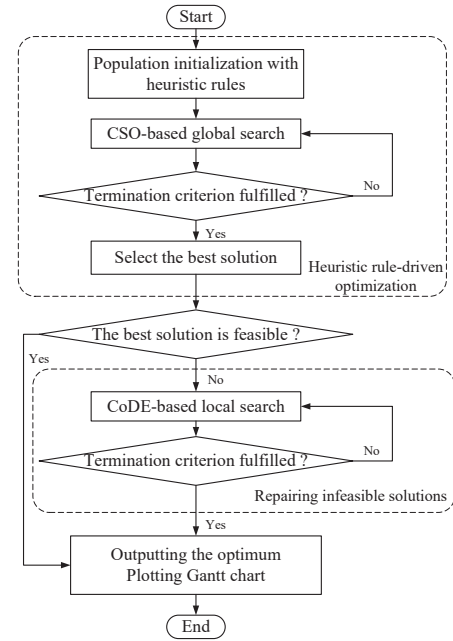 Start
Population initialization with
heuristic rules
CSO-based global search
Termination criterion fulfilled ?
No
Yes
Select the best solution
Heuristic rule-driven
optimization
The best solution is feasible ?
Yes
No
CoDE-based local search
Termination criterion fulfilled ?
No
Repairing infeasible solutions
Yes
Outputting the optimum
Plotting Gantt chart
End